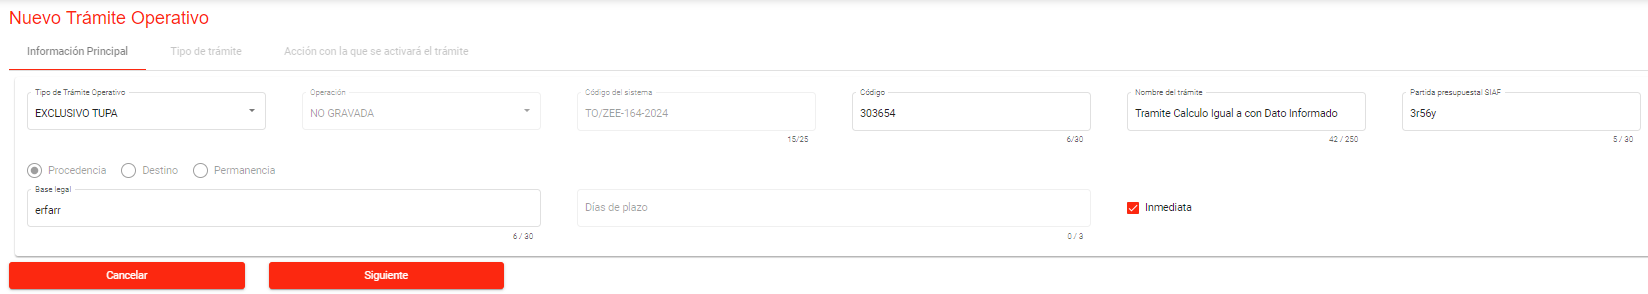 Nuevo Trámite Operativo
Información Principal Tipo de trámite Acción con la que se activará el trámite
Tipo de Trámite Operativo Operación Código del sistema Código Nombre del trámite Partida presupuestal SIAF
EXCLUSIVO TUPA NO GRAVADA TO/ZEE-164-2024 303654 Tramite Calculo Igual a con Dato Informado 3r56y
15/25 6/30 42 / 250 5 / 30
Procedencia Destino Permanencia
Base legal
erfarr Días de plazo Inmediata
6 / 30 0 / 3
Cancelar Siguiente